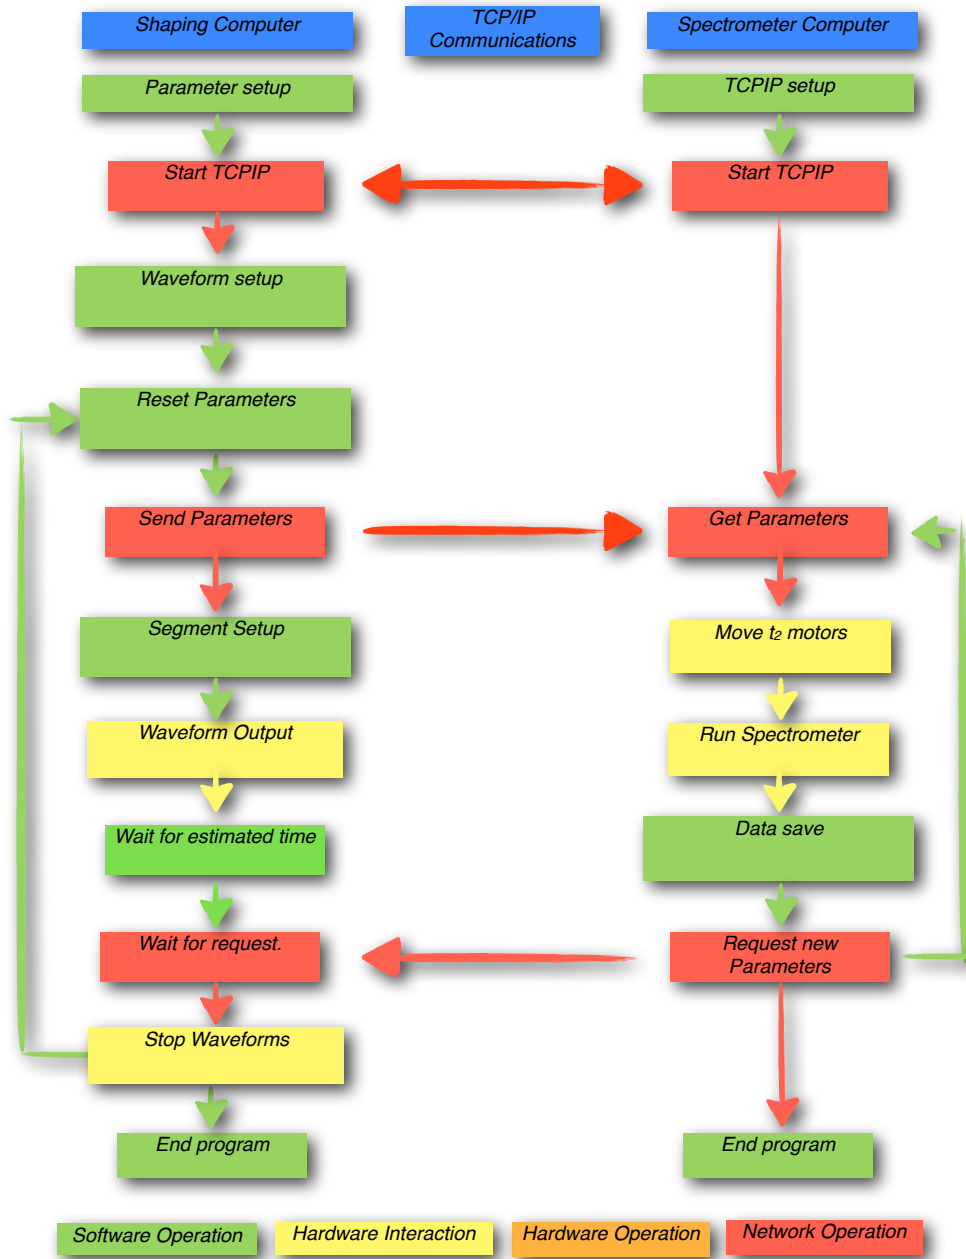 Shaping Computer
TCP/IP
Communications
Spectrometer Computer
Parameter setup
TCPIP setup
Start TCPIP
Start TCPIP
Waveform setup
Reset Parameters
Send Parameters
Get Parameters
Segment Setup
Move t₂ motors
Waveform Output
Run Spectrometer
Wait for estimated time
Data save
Wait for request.
Request new
Parameters
Stop Waveforms
End program
End program
Software Operation
Hardware Interaction
Hardware Operation
Network Operation